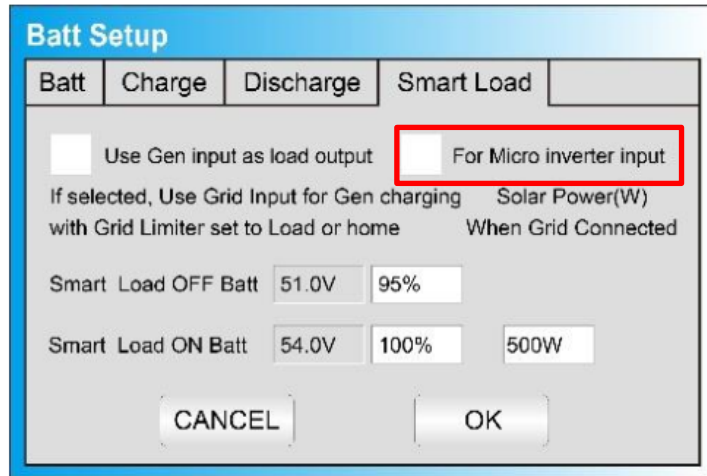 Batt Setup
Batt Charge Discharge Smart Load
Use Gen input as load output For Micro inverter input
If selected, Use Grid Input for Gen charging Solar Power(W)
with Grid Limiter set to Load or home When Grid Connected
Smart Load OFF Batt 51.0V 95%
Smart Load ON Batt 54.0V 100% 500W
CANCEL OK